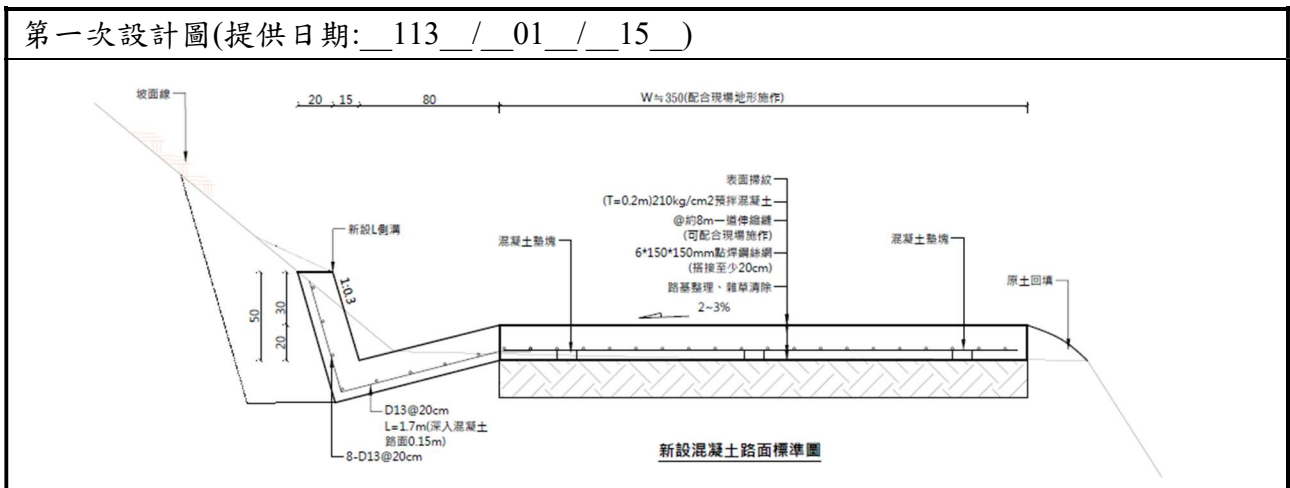 第一次設計圖(提供日期:__113__/__01__/__15__)
坡面線
20
15
80
W≒350(配合現場地形施作)
表面掃紋
(T=0.2m)210kg/cm2預拌混凝土
@約8m一道伸縮縫
(可配合現場施作)
6*150*150mm點焊鋼絲網
(搭接至少20cm)
路基整理、雜草清除
2~3%
新設L側溝
混凝土墊塊
混凝土墊塊
原土回填
1:0.3
50
30
20
D13@20cm
L=1.7m(深入混凝土
路面0.15m)
8-D13@20cm
新設混凝土路面標準圖